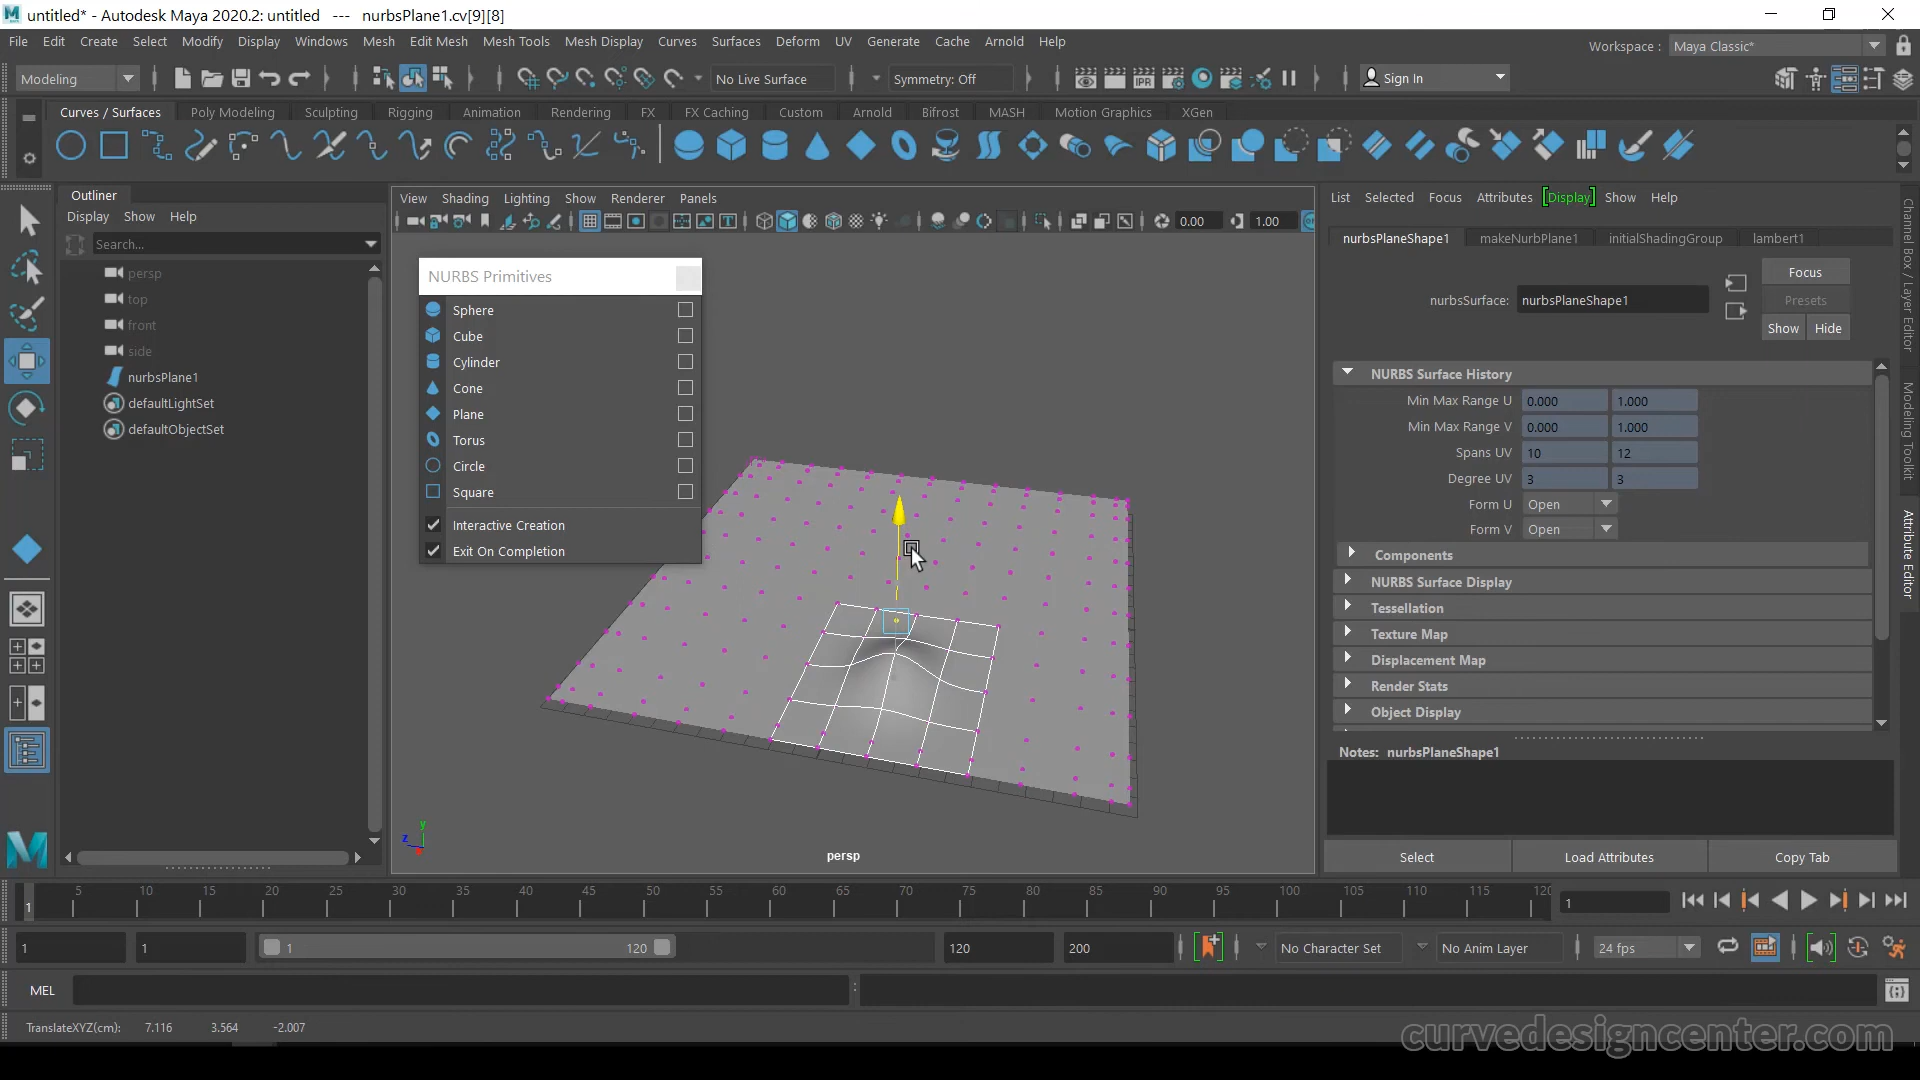 untitled* - Autodesk Maya 2020.2: untitled   ---   nurbsPlane1.cv[9][8]
File Edit Create Select Modify Display Windows Mesh Edit Mesh Mesh Tools Mesh Display Curves Surfaces Deform UV Generate Cache Arnold Help
Workspace : Maya Classic*
Modeling
No Live Surface
Symmetry: Off
IPR
Sign In
Curves / Surfaces Poly Modeling Sculpting Rigging Animation Rendering FX FX Caching Custom Arnold Bifrost MASH Motion Graphics XGen
Outliner
Display Show Help
Search...
persp
top
front
side
nurbsPlane1
defaultLightSet
defaultObjectSet
View Shading Lighting Show Renderer Panels
0.00
1.00
NURBS Primitives
Sphere
Cube
Cylinder
Cone
Plane
Torus
Circle
Square
Interactive Creation
Exit On Completion
y
z
persp
List Selected Focus Attributes Display Show Help
nurbsPlaneShape1 makeNurbPlane1 initialShadingGroup lambert1
Focus
nurbsSurface: nurbsPlaneShape1
Presets
Show Hide
NURBS Surface History
Min Max Range U 0.000 1.000
Min Max Range V 0.000 1.000
Spans UV 10 12
Degree UV 3 3
Form U Open
Form V Open
Components
NURBS Surface Display
Tessellation
Texture Map
Displacement Map
Render Stats
Object Display
Notes: nurbsPlaneShape1
Select Load Attributes Copy Tab
Channel Box / Layer Editor
Modeling Toolkit
Attribute Editor
5 10 15 20 25 30 35 40 45 50 55 60 65 70 75 80 85 90 95 100 105 110 115 120
1
1
1 1 1 120 120 200 No Character Set No Anim Layer 24 fps
MEL
TranslateXYZ(cm): 7.116 3.564 -2.007
curvedesigncenter.com